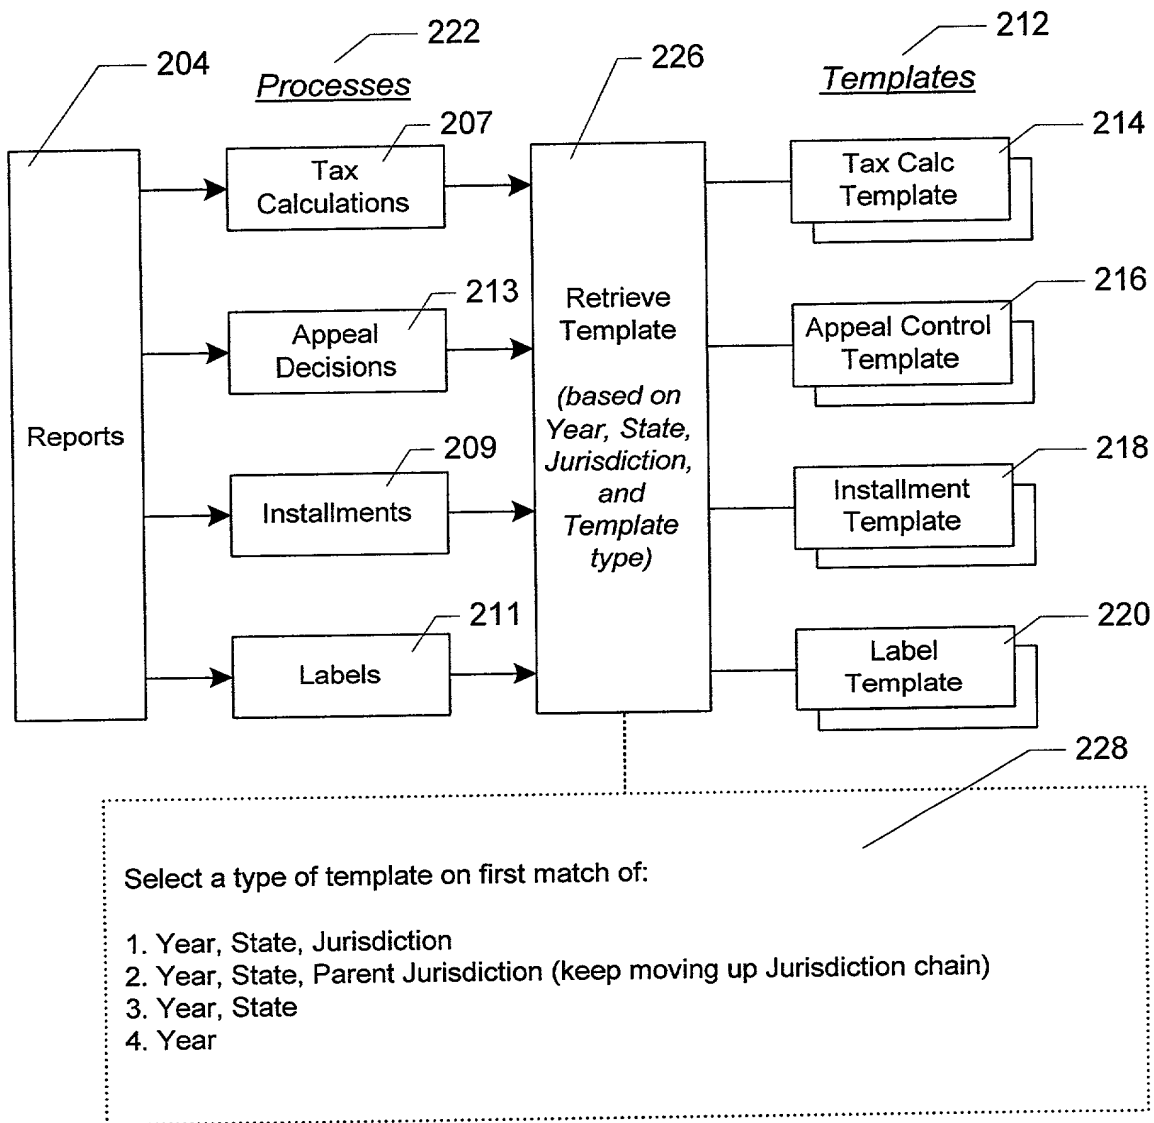 222
212
204
Processes
226
Templates
207
214
Tax
Calculations
Tax Calc
Template
213
216
Appeal
Decisions
Retrieve
Template
Appeal Control
Template
(based on
Year, State,
Jurisdiction,
and
Template
type)
Reports
209
218
Installments
Installment
Template
211
220
Labels
Label
Template
228
Select a type of template on first match of:
1. Year, State, Jurisdiction
2. Year, State, Parent Jurisdiction (keep moving up Jurisdiction chain)
3. Year, State
4. Year